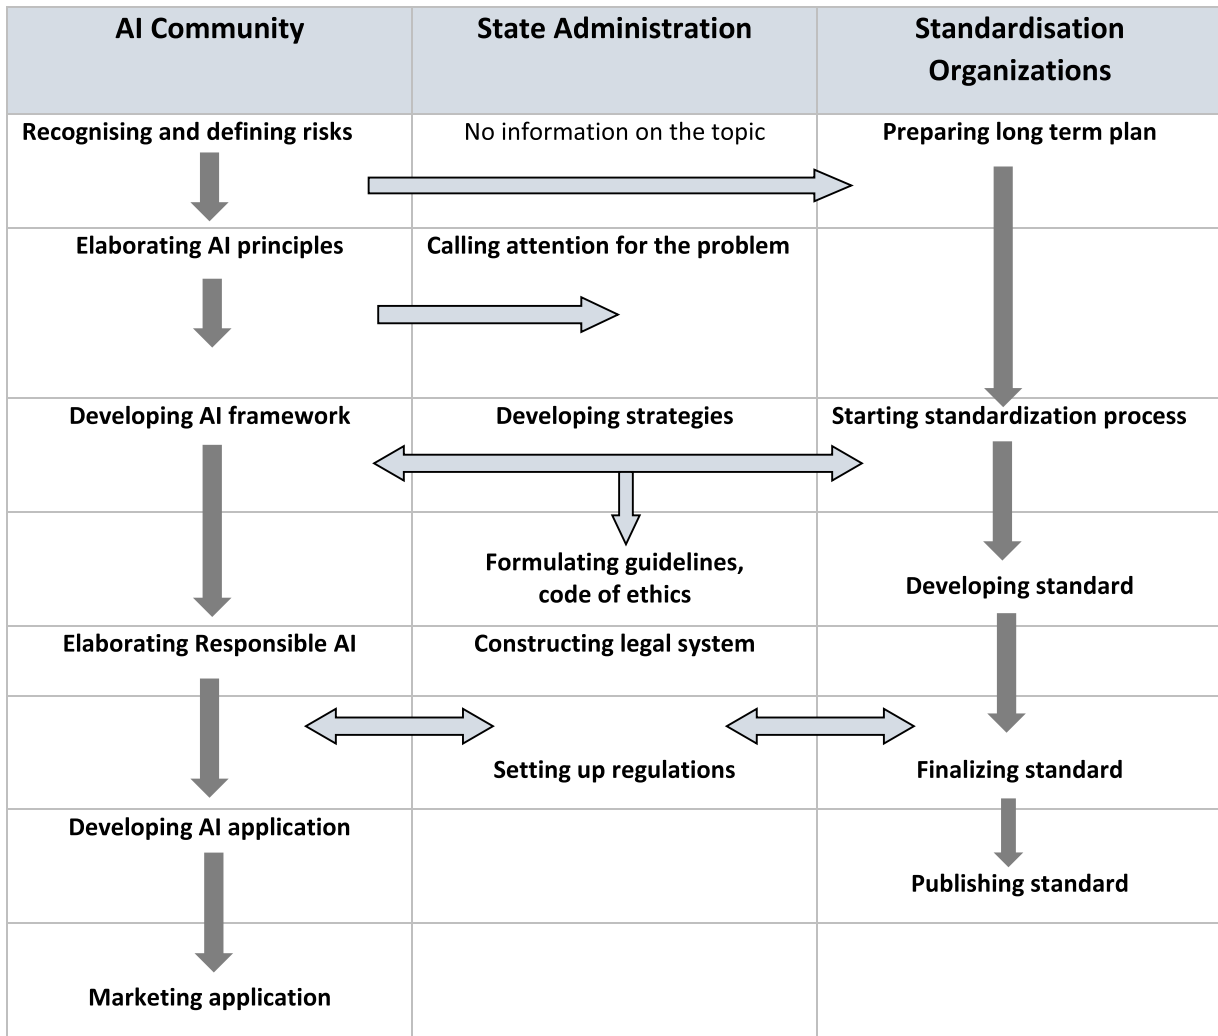 AI Community
State Administration
Standardisation
Organizations
Recognising and defining risks
No information on the topic
Preparing long term plan
Elaborating AI principles
Calling attention for the problem
Developing AI framework
Developing strategies
Starting standardization process
Formulating guidelines,
code of ethics
Developing standard
Elaborating Responsible AI
Constructing legal system
Setting up regulations
Finalizing standard
Developing AI application
Publishing standard
Marketing application